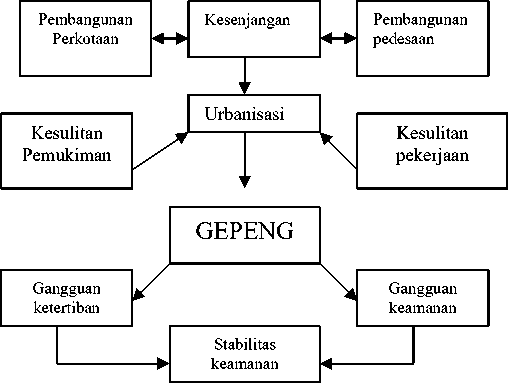 Pembangunan
Perkotaan
Kesenjangan
Pembangunan
pedesaan
Urbanisasi
Kesulitan
Pemukiman
Kesulitan
pekerjaan
GEPENG
Gangguan
ketertiban
Gangguan
keamanan
Stabilitas
keamanan